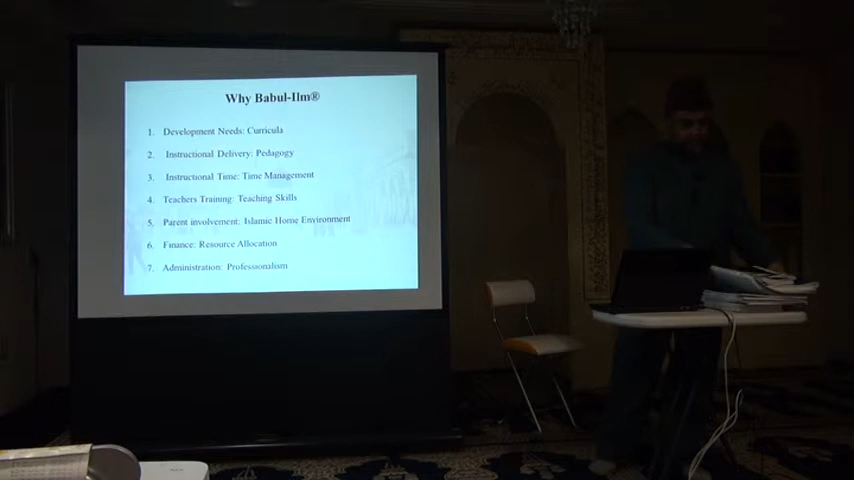 Why Babul-Ilm®
1. Development Needs: Curricula
2. Instructional Delivery: Pedagogy
3. Instructional Time: Time Management
4. Teachers Training: Teaching Skills
5. Parent involvement: Islamic Home Environment
6. Finance: Resource Allocation
7. Administration: Professionalism